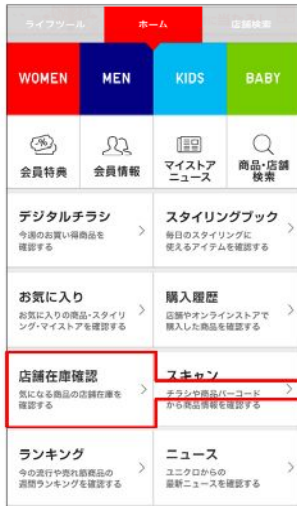 ライフツール ホーム 店舗検索
WOMEN MEN KIDS BABY
会員特典 会員情報 マイストア
ニュース 商品・店舗
検索
デジタルチラシ
今週のお買い得商品を
確認する
スタイリングブック
毎日のスタイリングに
使えるアイテムを確認する
お気に入り
お気に入りの商品・スタイリ
ング・マイストアを確認する
購入履歴
店舗やオンラインストアで
購入した商品を確認する
店舗在庫確認
気になる商品の店舗在庫を
確認する
スキャン
チラシや商品バーコード
から商品情報を確認する
ランキング
今の流行や売れ筋商品の
週間ランキングを確認する
ニュース
ユニクロからの
最新ニュースを確認する